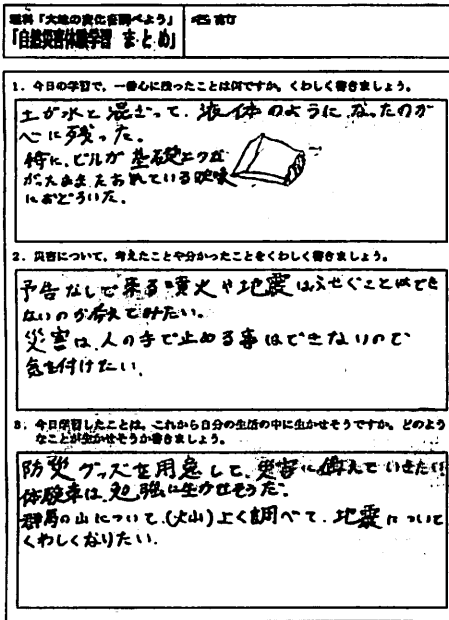 理科「大地の変化を調べよう」
名前
「自然災害体験学習 まとめ」
1．今日の学習で、一番心に残ったことは何ですか。くわしく書きましょう。
土が水と混ざって、液体のように なったのが
心に残った。
特に、ビルが 基礎
がったまま たおれている映像
におどろいた。
2．災害について、考えたことや分かったことをくわしく書きましょう。
予告なしで来る噴火や地震はふせぐことはでき
ないのか考えてみたい。
災害は、人の手で止める事はできないので
気を付けたい。
3．今日学習したことは、これから自分の生活の中に生かせそうですか。どのよう
なことが生かせそうか書きましょう。
防災グッズを用意して、災害に備えていきたい
体験車は、勉強に生かせそうだ。
群馬の山について、(火山)よく調べて、地震について
くわしくなりたい。